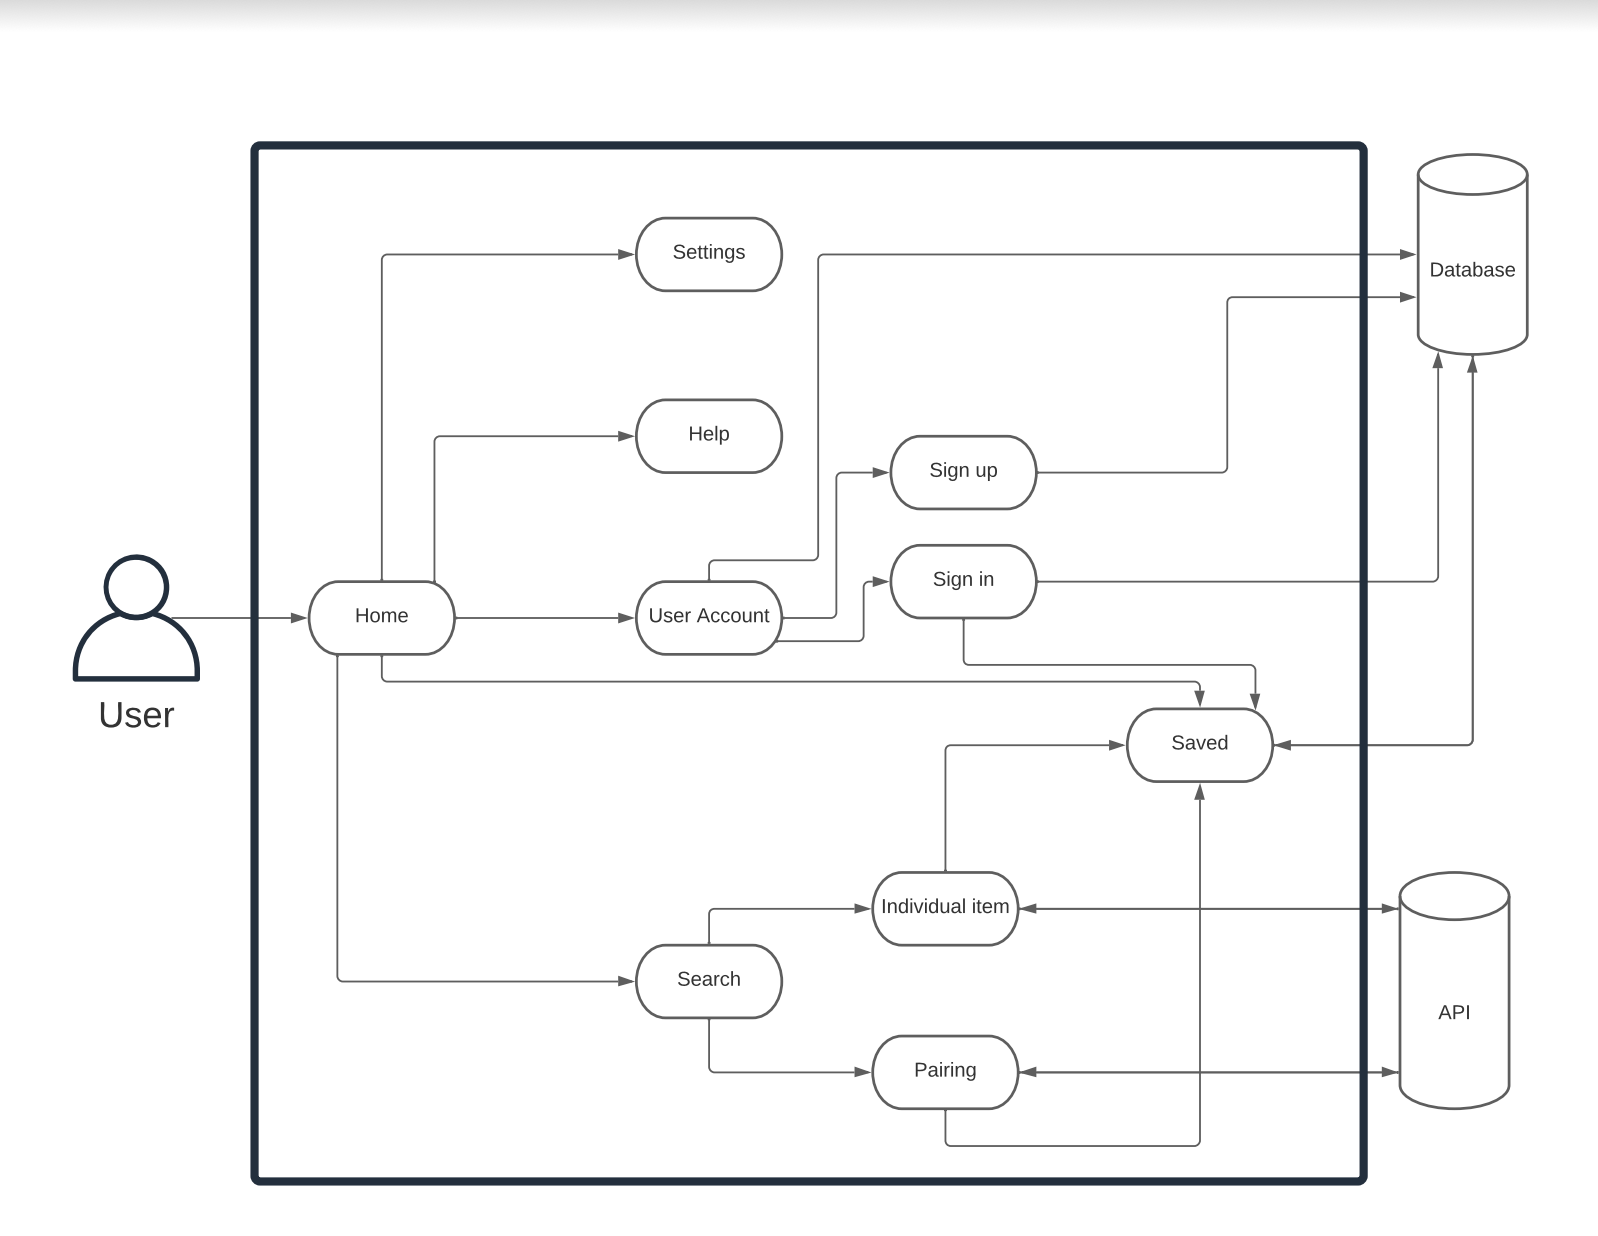 Settings
Database
Help
Sign up
Sign in
Home
User Account
User
Saved
Individual item
Search
API
Pairing